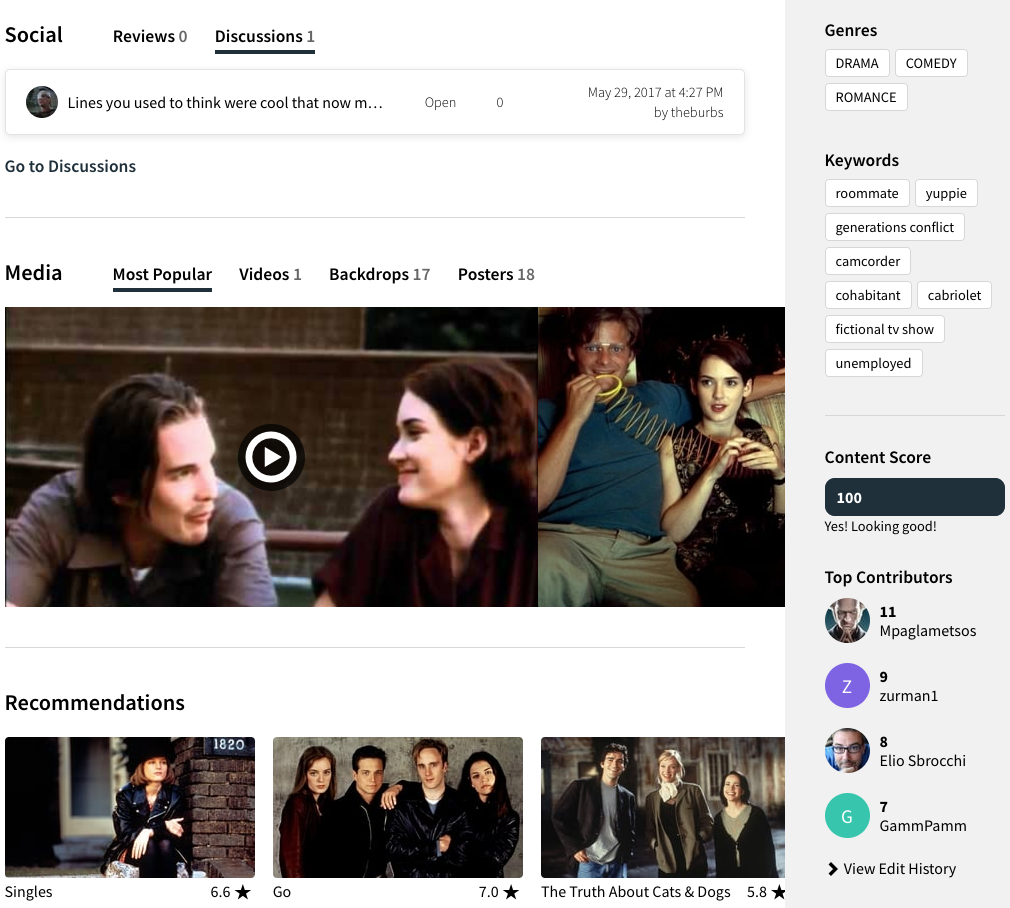 Social
Reviews 0
Discussions 1
Lines you used to think were cool that now m…
Open
0
May 29, 2017 at 4:27 PM
by theburbs
Go to Discussions
Media
Most Popular
Videos 1
Backdrops 17
Posters 18
Recommendations
1820
Singles
6.6
Go
7.0
The Truth About Cats & Dogs
5.8
Genres
DRAMA
COMEDY
ROMANCE
Keywords
roommate
yuppie
generations conflict
camcorder
cohabitant
cabriolet
fictional tv show
unemployed
Content Score
100
Yes! Looking good!
Top Contributors
11
Mpaglametsos
Z
9
zurman1
8
Elio Sbrocchi
G
7
GammPamm
View Edit History